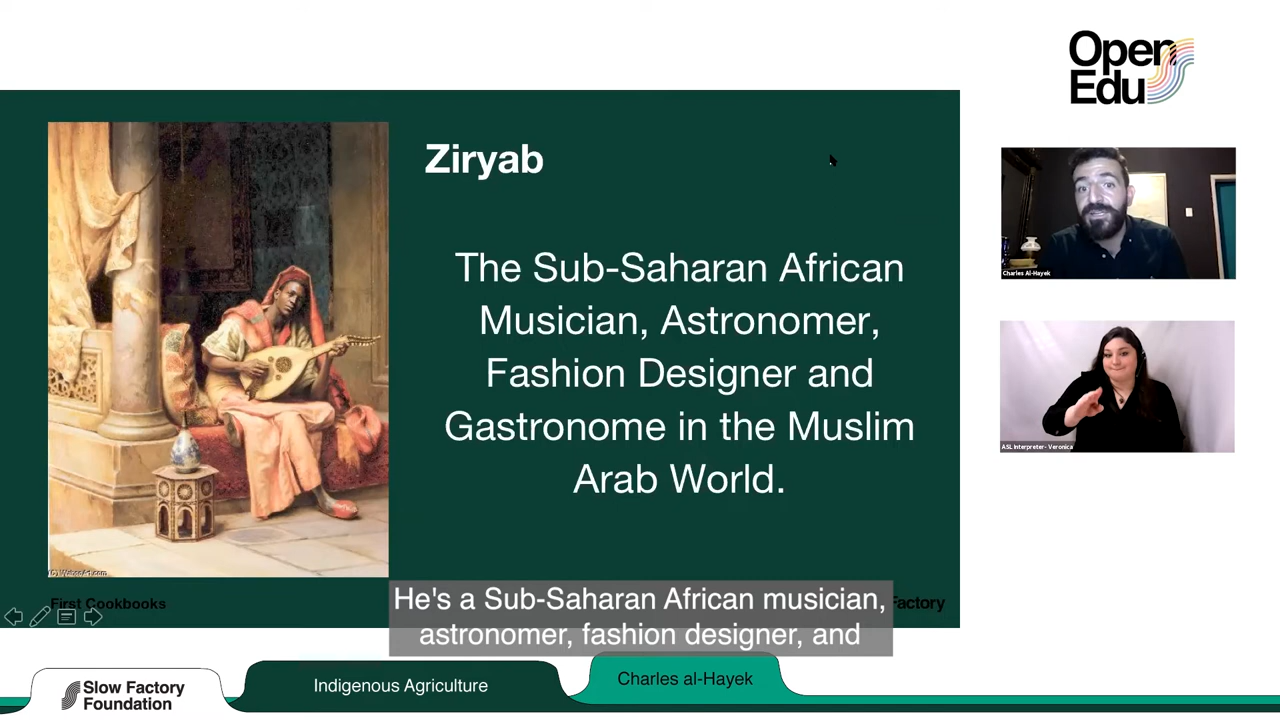 Open
Edu
Ziryab
The Sub-Saharan African
Musician, Astronomer,
Fashion Designer and
Gastronome in the Muslim
Arab World.
Charles Al-Hayek
ASL Interpreter- Veronica
(C) WahooArt.com
First Cookbooks
Factory
He's a Sub-Saharan African musician,
astronomer, fashion designer, and
Slow Factory
Foundation
Indigenous Agriculture
Charles al-Hayek